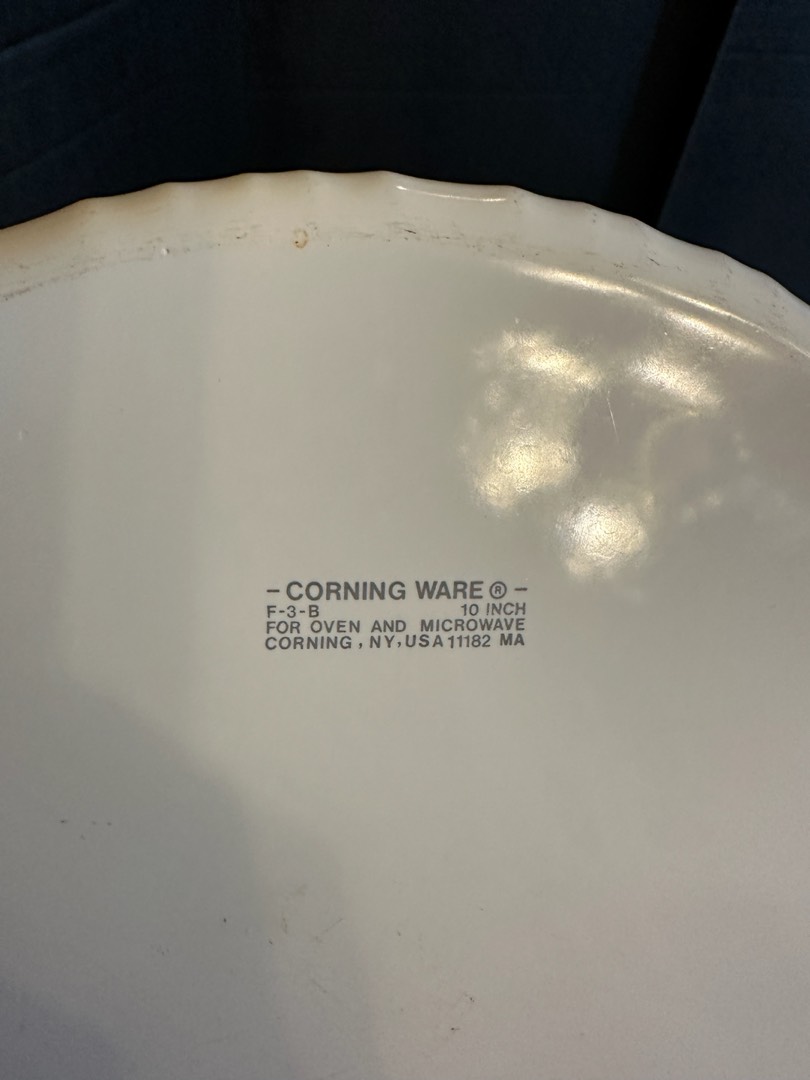 – CORNING WARE ® –
F-3-B 10 INCH
FOR OVEN AND MICROWAVE
CORNING, NY, USA 11182 MA